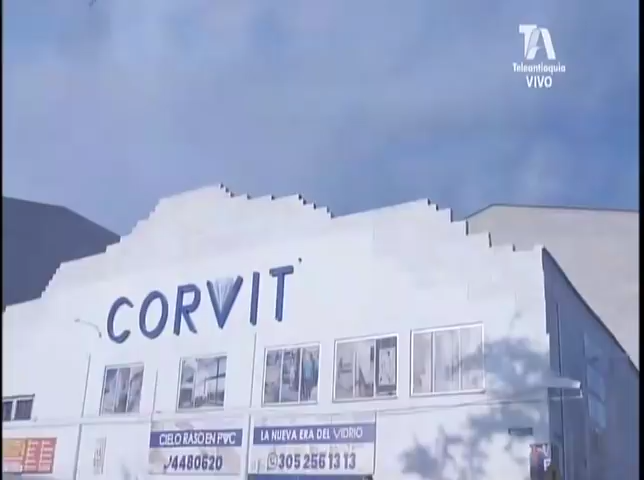 TA
Teleantioquia
VIVO
CORVIT
CIELO RASO EN PVC
4480620
LA NUEVA ERA DEL VIDRIO
305 256 13 13